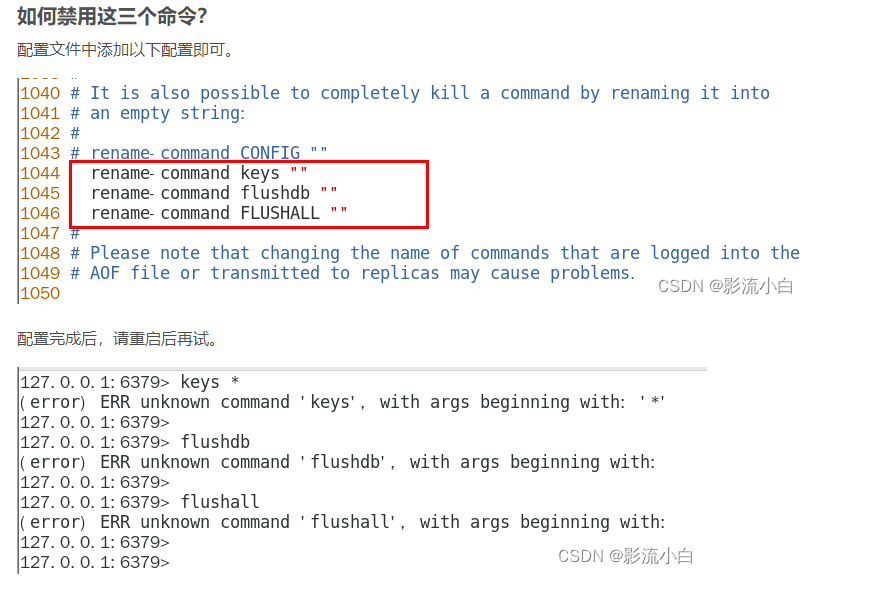 如何禁用这三个命令？
配置文件中添加以下配置即可。
1040 # It is also possible to completely kill a command by renaming it into
1041 # an empty string:
1042 #
1043 # rename-command CONFIG ""
1044 rename-command keys ""
1045 rename-command flushdb ""
1046 rename-command FLUSHALL ""
1047 #
1048 # Please note that changing the name of commands that are logged into the
1049 # AOF file or transmitted to replicas may cause problems.
1050
CSDN @影流小白
配置完成后，请重启后再试。
127.0.0.1:6379> keys *
(error) ERR unknown command 'keys', with args beginning with: '*'
127.0.0.1:6379>
127.0.0.1:6379> flushdb
(error) ERR unknown command 'flushdb', with args beginning with:
127.0.0.1:6379>
127.0.0.1:6379> flushall
(error) ERR unknown command 'flushall', with args beginning with:
127.0.0.1:6379>
127.0.0.1:6379>
CSDN @影流小白